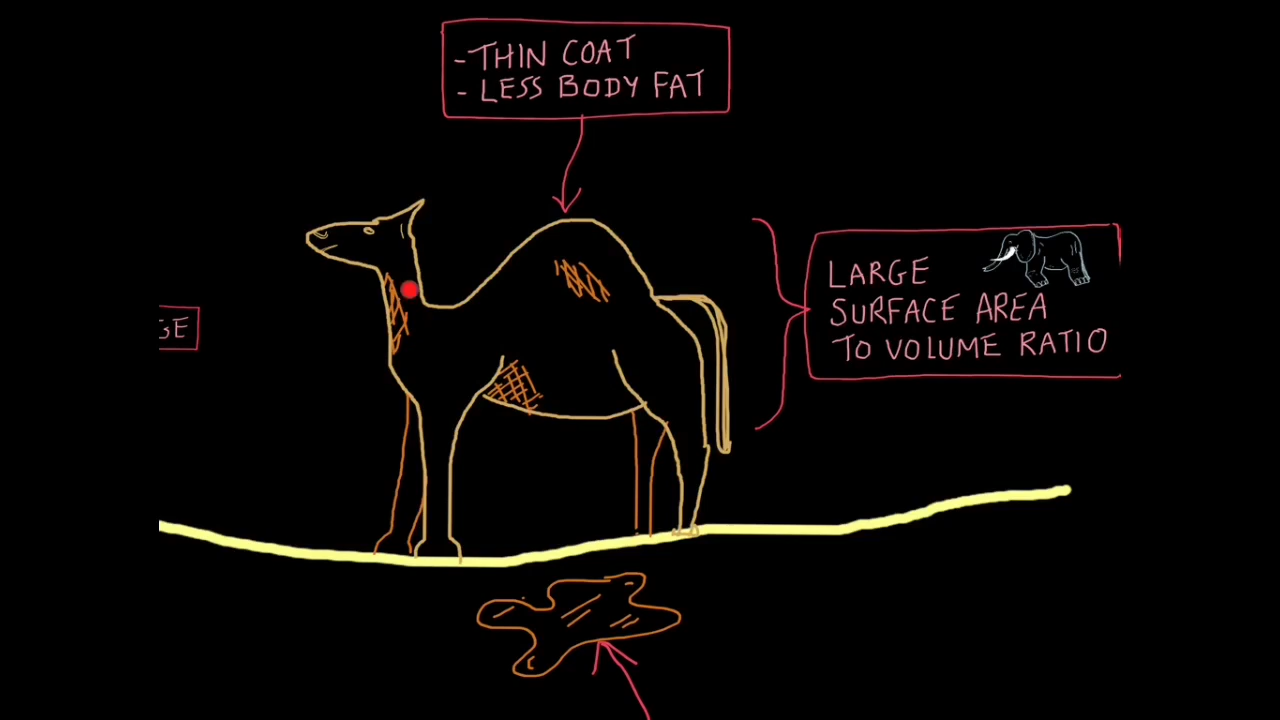 - THIN COAT
- LESS BODY FAT
LARGE
SURFACE AREA
TO VOLUME RATIO